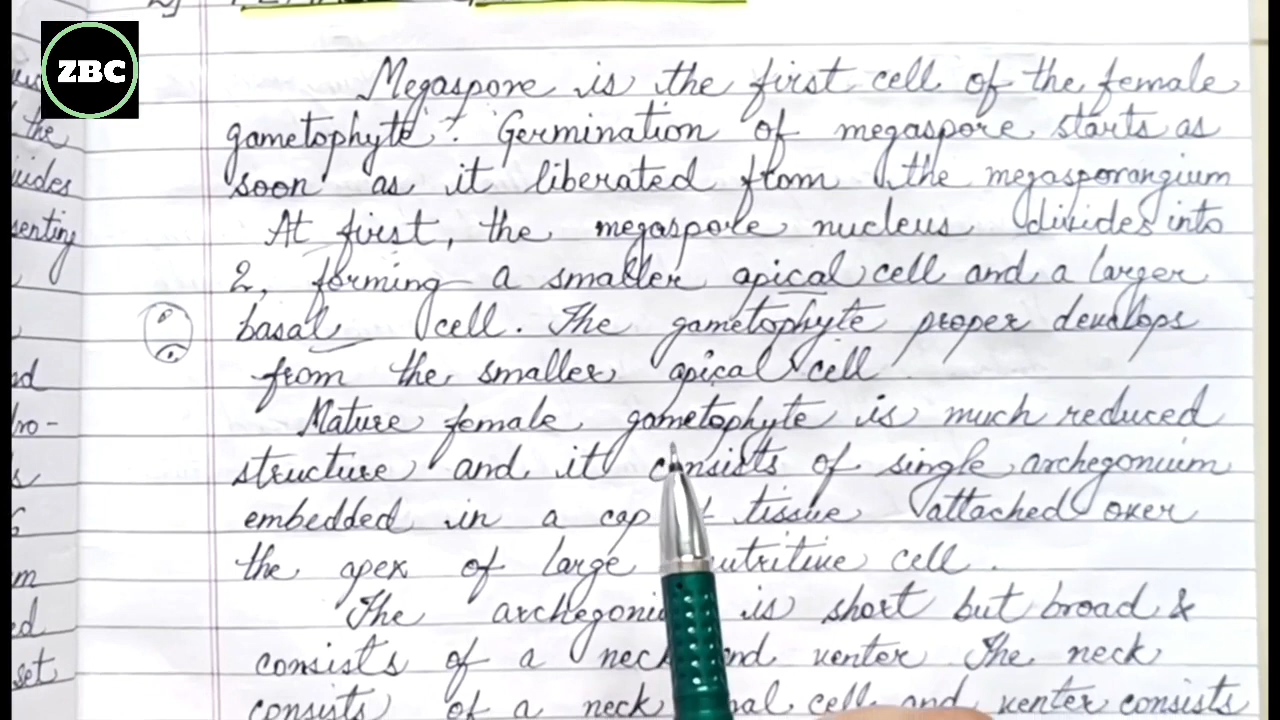 ZBC
Megaspore is the first cell of the female
gametophyte. Germination of megaspore starts as
soon as it liberated from the megasporangium
At first, the megaspore nucleus divides into
2, forming a smaller apical cell and a larger
basal cell. The gametophyte proper develops
from the smaller apical cell
Mature female gametophyte is much reduced
structure and it consists of single archegonium
embedded in a cap tissue attached over
the apex of large nutritive cell.
The archegonium is short but broad &
consists of a neck and venter The neck
consists of a neck cell and venter consists
the
senting
ro-
m
set